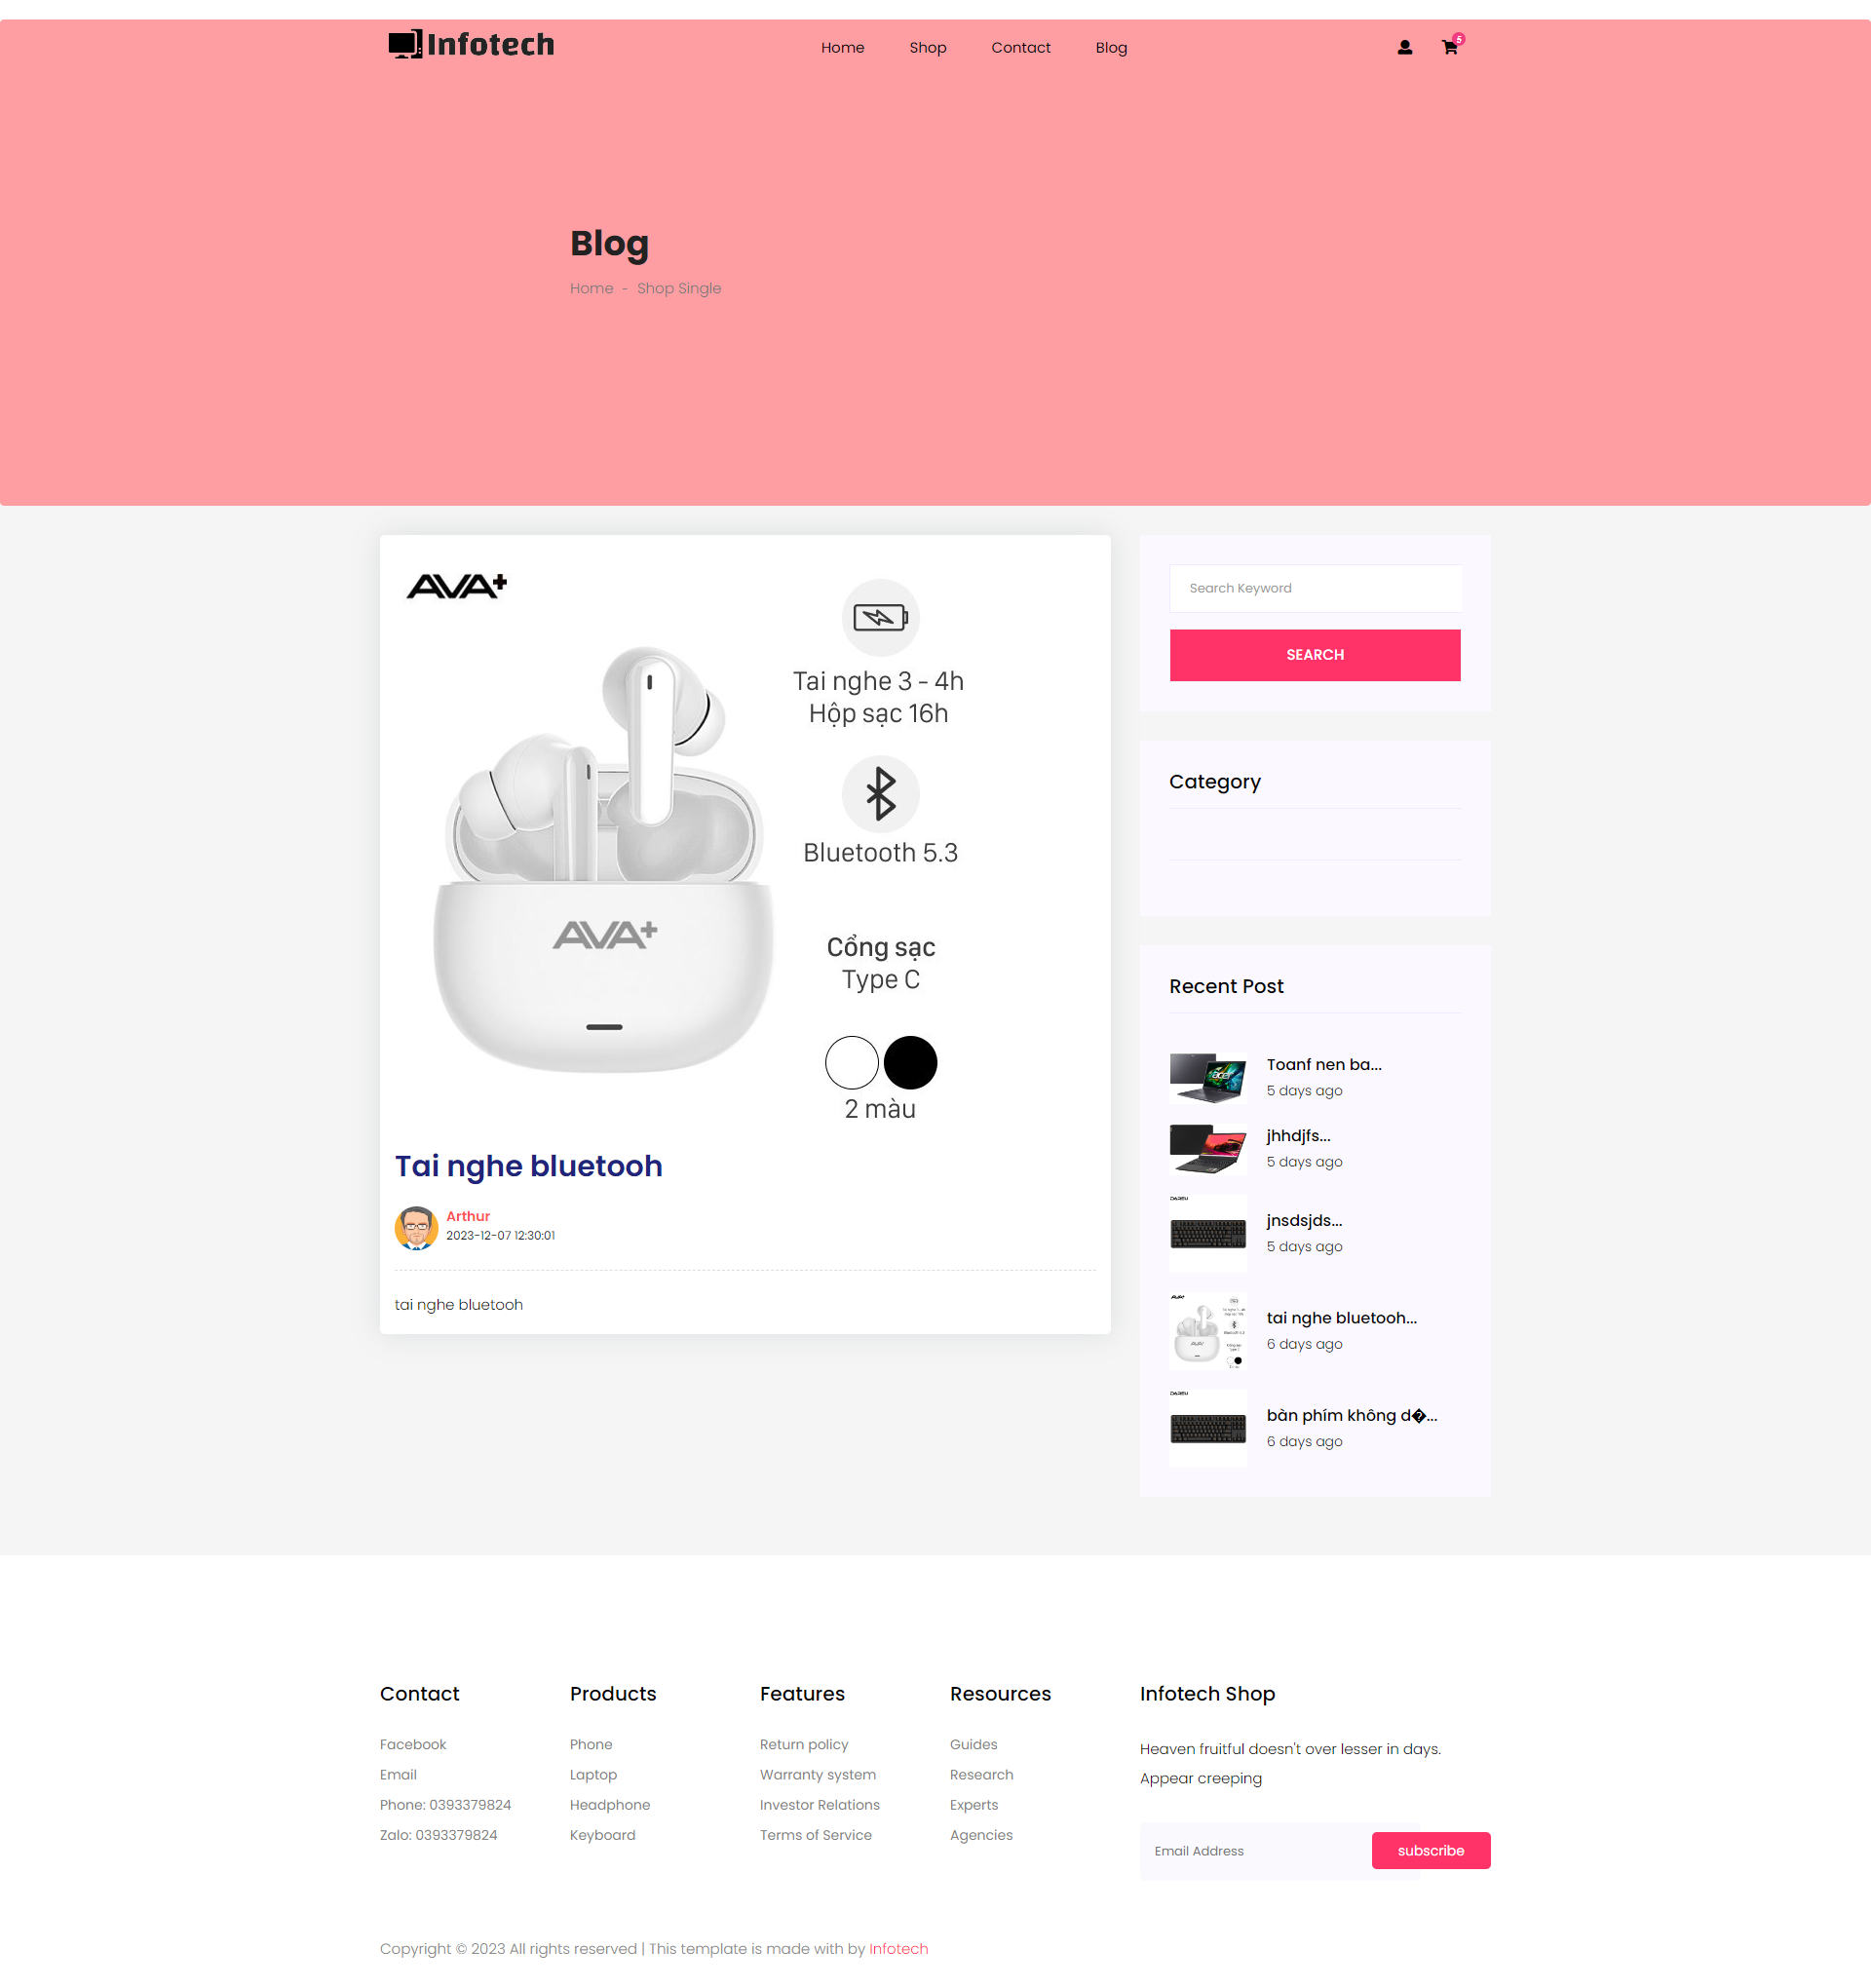 Infotech
Home
Shop
Contact
Blog
5
Blog
Home - Shop Single
AVA+
Tai nghe 3 - 4h
Hộp sạc 16h
Bluetooth 5.3
AVA+
Cổng sạc
Type C
2 màu
Tai nghe bluetooh
Arthur
2023-12-07 12:30:01
tai nghe bluetooh
Search Keyword
SEARCH
Category
Recent Post
Toanf nen ba...
5 days ago
jhhdjfs...
5 days ago
jnsdsjds...
5 days ago
tai nghe bluetooh...
6 days ago
bàn phím không d�...
6 days ago
Contact
Facebook
Email
Phone: 0393379824
Zalo: 0393379824
Products
Phone
Laptop
Headphone
Keyboard
Features
Return policy
Warranty system
Investor Relations
Terms of Service
Resources
Guides
Research
Experts
Agencies
Infotech Shop
Heaven fruitful doesn't over lesser in days.
Appear creeping
Email Address
subscribe
Copyright © 2023 All rights reserved | This template is made with by Infotech